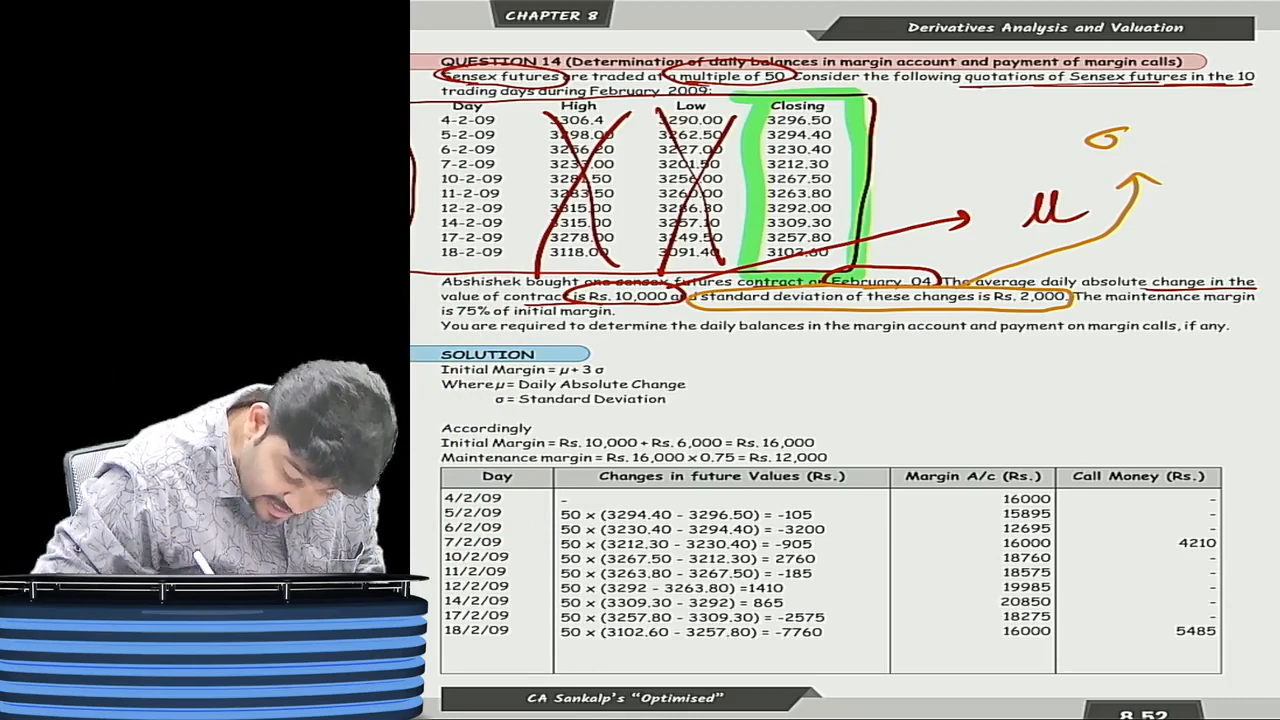 CHAPTER 8
Derivatives Analysis and Valuation
QUESTION 14 (Determination of daily balances in margin account and payment of margin calls)
Sensex futures are traded at a multiple of 50. Consider the following quotations of Sensex futures in the 10
trading days during February, 2009:
Day High Low Closing
4-2-09 3306.4 3290.00 3296.50
5-2-09 3298.00 3262.50 3294.40
6-2-09 3256.20 3227.00 3230.40
7-2-09 3233.00 3201.50 3212.30
10-2-09 3281.50 3256.00 3267.50
11-2-09 3283.50 3260.00 3263.80
12-2-09 3315.00 3286.30 3292.00
14-2-09 3315.00 3257.10 3309.30
17-2-09 3278.00 3249.50 3257.80
18-2-09 3118.00 3091.40 3102.60
σ
μ
Abshishek bought one sensex futures contract on February, 04. The average daily absolute change in the
value of contract is Rs. 10,000 and standard deviation of these changes is Rs. 2,000. The maintenance margin
is 75% of initial margin.
You are required to determine the daily balances in the margin account and payment on margin calls, if any.
SOLUTION
Initial Margin = μ+ 3 σ
Where μ = Daily Absolute Change
σ = Standard Deviation
Accordingly
Initial Margin = Rs. 10,000 + Rs. 6,000 = Rs. 16,000
Maintenance margin = Rs. 16,000 x 0.75 = Rs. 12,000
Day Changes in future Values (Rs.) Margin A/c (Rs.) Call Money (Rs.)
4/2/09 - 16000 -
5/2/09 50 x (3294.40 - 3296.50) = -105 15895 -
6/2/09 50 x (3230.40 - 3294.40) = -3200 12695 -
7/2/09 50 x (3212.30 - 3230.40) = -905 16000 4210
10/2/09 50 x (3267.50 - 3212.30) = 2760 18760 -
11/2/09 50 x (3263.80 - 3267.50) = -185 18575 -
12/2/09 50 x (3292 - 3263.80) =1410 19985 -
14/2/09 50 x (3309.30 - 3292) = 865 20850 -
17/2/09 50 x (3257.80 - 3309.30) = -2575 18275 -
18/2/09 50 x (3102.60 - 3257.80) = -7760 16000 5485
CA Sankalp's "Optimised"
8.52